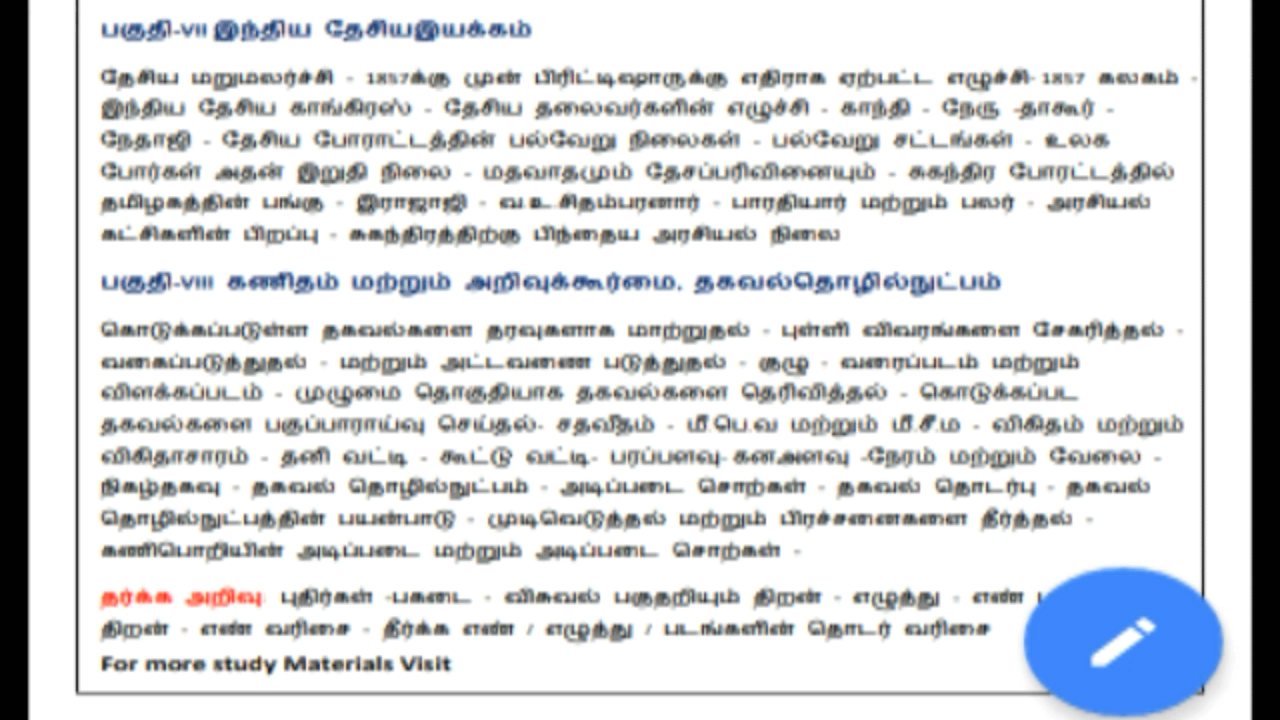 பகுதி-VII இந்திய தேசியஇயக்கம்
தேசிய மறுமலர்ச்சி - 1857க்கு முன் பிரிட்டிஷாருக்கு எதிராக ஏற்பட்ட எழுச்சி- 1857 கலகம் -
இந்திய தேசிய காங்கிரஸ் - தேசிய தலைவர்களின் எழுச்சி - காந்தி - நேரு -தாகூர் -
நேதாஜி - தேசிய போராட்டத்தின் பல்வேறு நிலைகள் - பல்வேறு சட்டங்கள் - உலக
போர்கள் அதன் இறுதி நிலை - மதவாதமும் தேசப்பரிவினையும் - சுகந்திர போரட்டத்தில்
தமிழகத்தின் பங்கு - இராஜாஜி - வ.உ.சிதம்பரனார் - பாரதியார் மற்றும் பலர் - அரசியல்
கட்சிகளின் பிறப்பு - சுகந்திரத்திற்கு பிந்தைய அரசியல் நிலை
பகுதி-VIII கணிதம் மற்றும் அறிவுக்கூர்மை, தகவல்தொழில்நுட்பம்
கொடுக்கப்படுள்ள தகவல்களை தரவுகளாக மாற்றுதல் - புள்ளி விவரங்களை சேகரித்தல் -
வகைப்படுத்துதல் - மற்றும் அட்டவணை படுத்துதல் - குழு - வரைப்படம் மற்றும்
விளக்கப்படம் - முழுமை தொகுதியாக தகவல்களை தெரிவித்தல் - கொடுக்கப்பட
தகவல்களை பகுப்பாராய்வு செய்தல்- சதவீதம் - மீ.பெ.வ மற்றும் மீ.சி.ம - விகிதம் மற்றும்
விகிதாசாரம் - தனி வட்டி - கூட்டு வட்டி- பரப்பளவு- கனஅளவு -நேரம் மற்றும் வேலை -
நிகழ்தகவு - தகவல் தொழில்நுட்பம் - அடிப்படை சொற்கள் - தகவல் தொடர்பு - தகவல்
தொழில்நுட்பத்தின் பயன்பாடு - முடிவெடுத்தல் மற்றும் பிரச்சனைகளை தீர்த்தல் -
கணிபொறியின் அடிப்படை மற்றும் அடிப்படை சொற்கள் -
தர்க்க அறிவு: புதிர்கள் -பகடை - விசுவல் பகுதறியும் திறன் - எழுத்து - எண்
திறன் - எண் வரிசை - தீர்க்க எண் / எழுத்து / படங்களின் தொடர் வரிசை
For more study Materials Visit